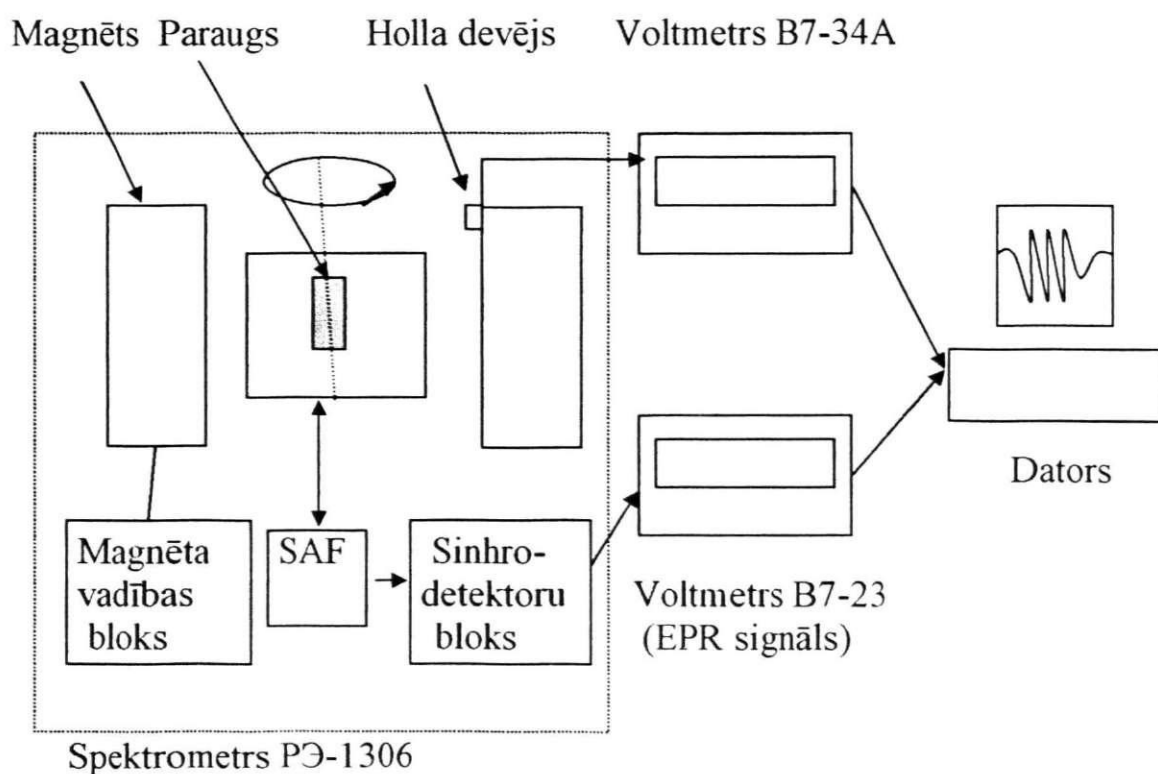 Magnēts Paraugs Holla devējs Voltmetrs B7-34A
Magnēta
vadības
bloks
SAF
Sinhro-
detektoru
bloks
Voltmetrs B7-23
(EPR signāls)
Dators
Spektrometrs РЭ-1306